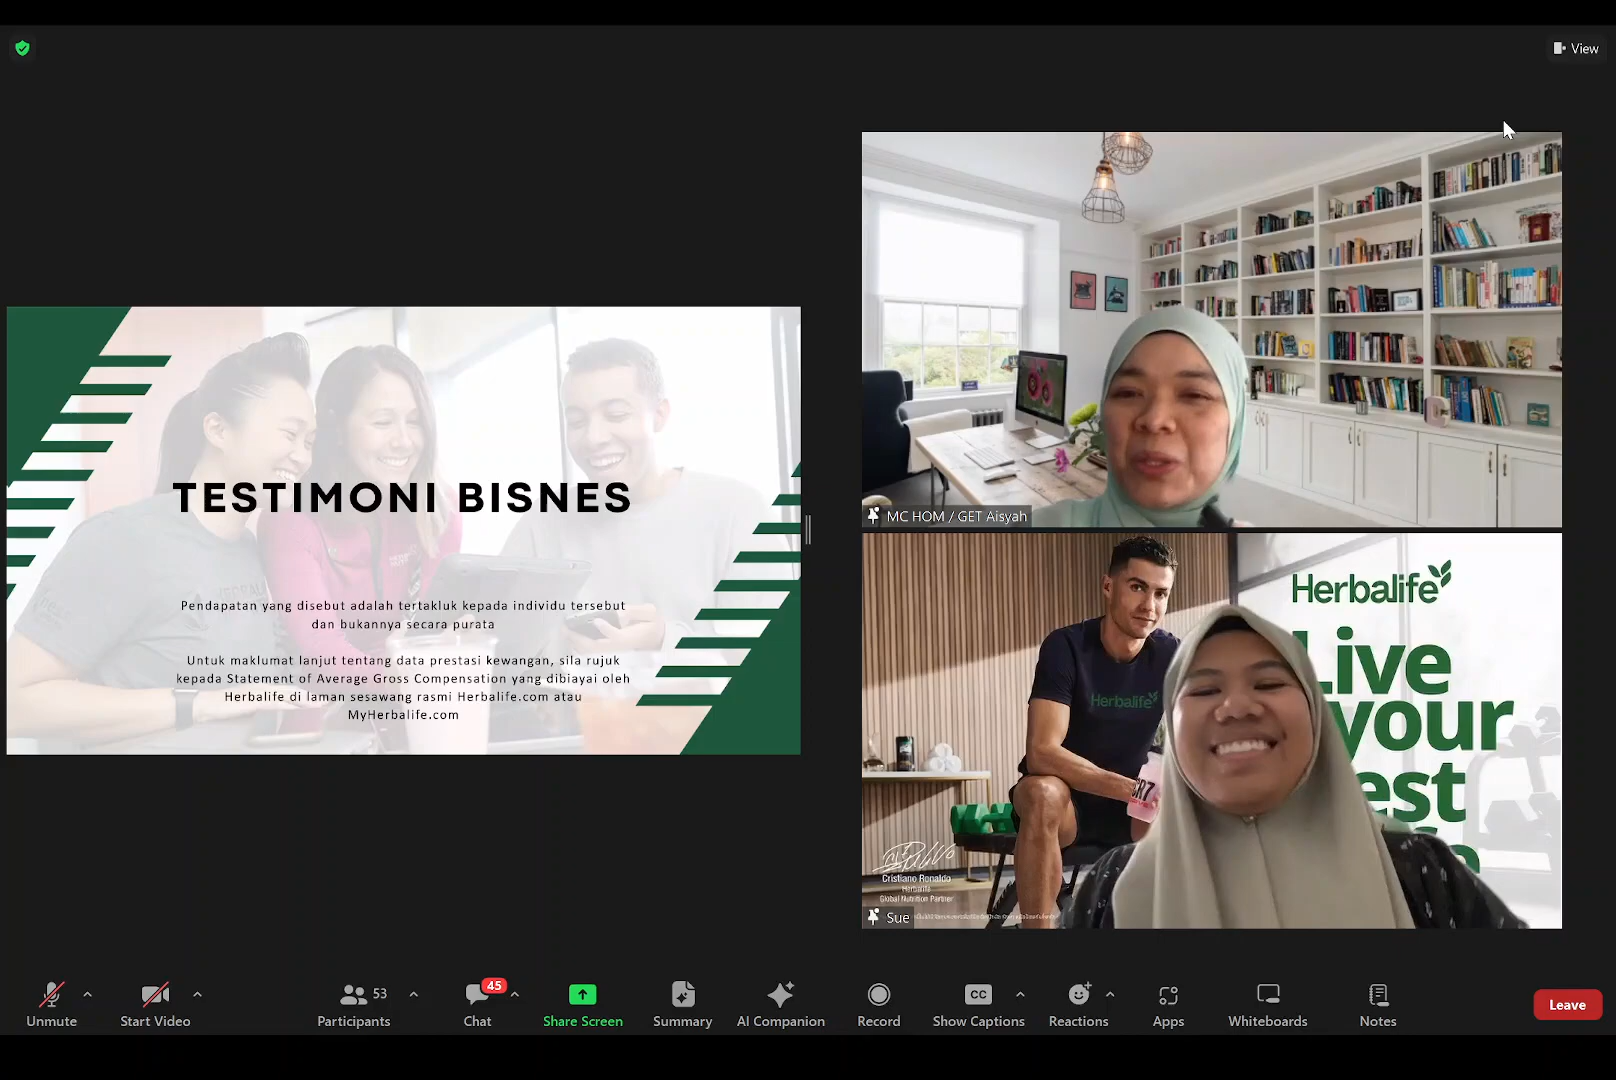 View
TESTIMONI BISNES
Pendapatan yang disebut adalah tertakluk kepada individu tersebut
dan bukannya secara purata
Untuk maklumat lanjut tentang data prestasi kewangan, sila rujuk
kepada Statement of Average Gross Compensation yang dibiayai oleh
Herbalife di laman sesawang rasmi Herbalife.com atau
MyHerbalife.com
MC HOM / GET Aisyah
Herbalife
Live
your
est
Herbalife
CR7
Cristiano Ronaldo
Herbalife
Global Nutrition Partner
Sue
Unmute
Start Video
53
Participants
45
Chat
Share Screen
Summary
AI Companion
Record
CC
Show Captions
Reactions
Apps
Whiteboards
Notes
Leave